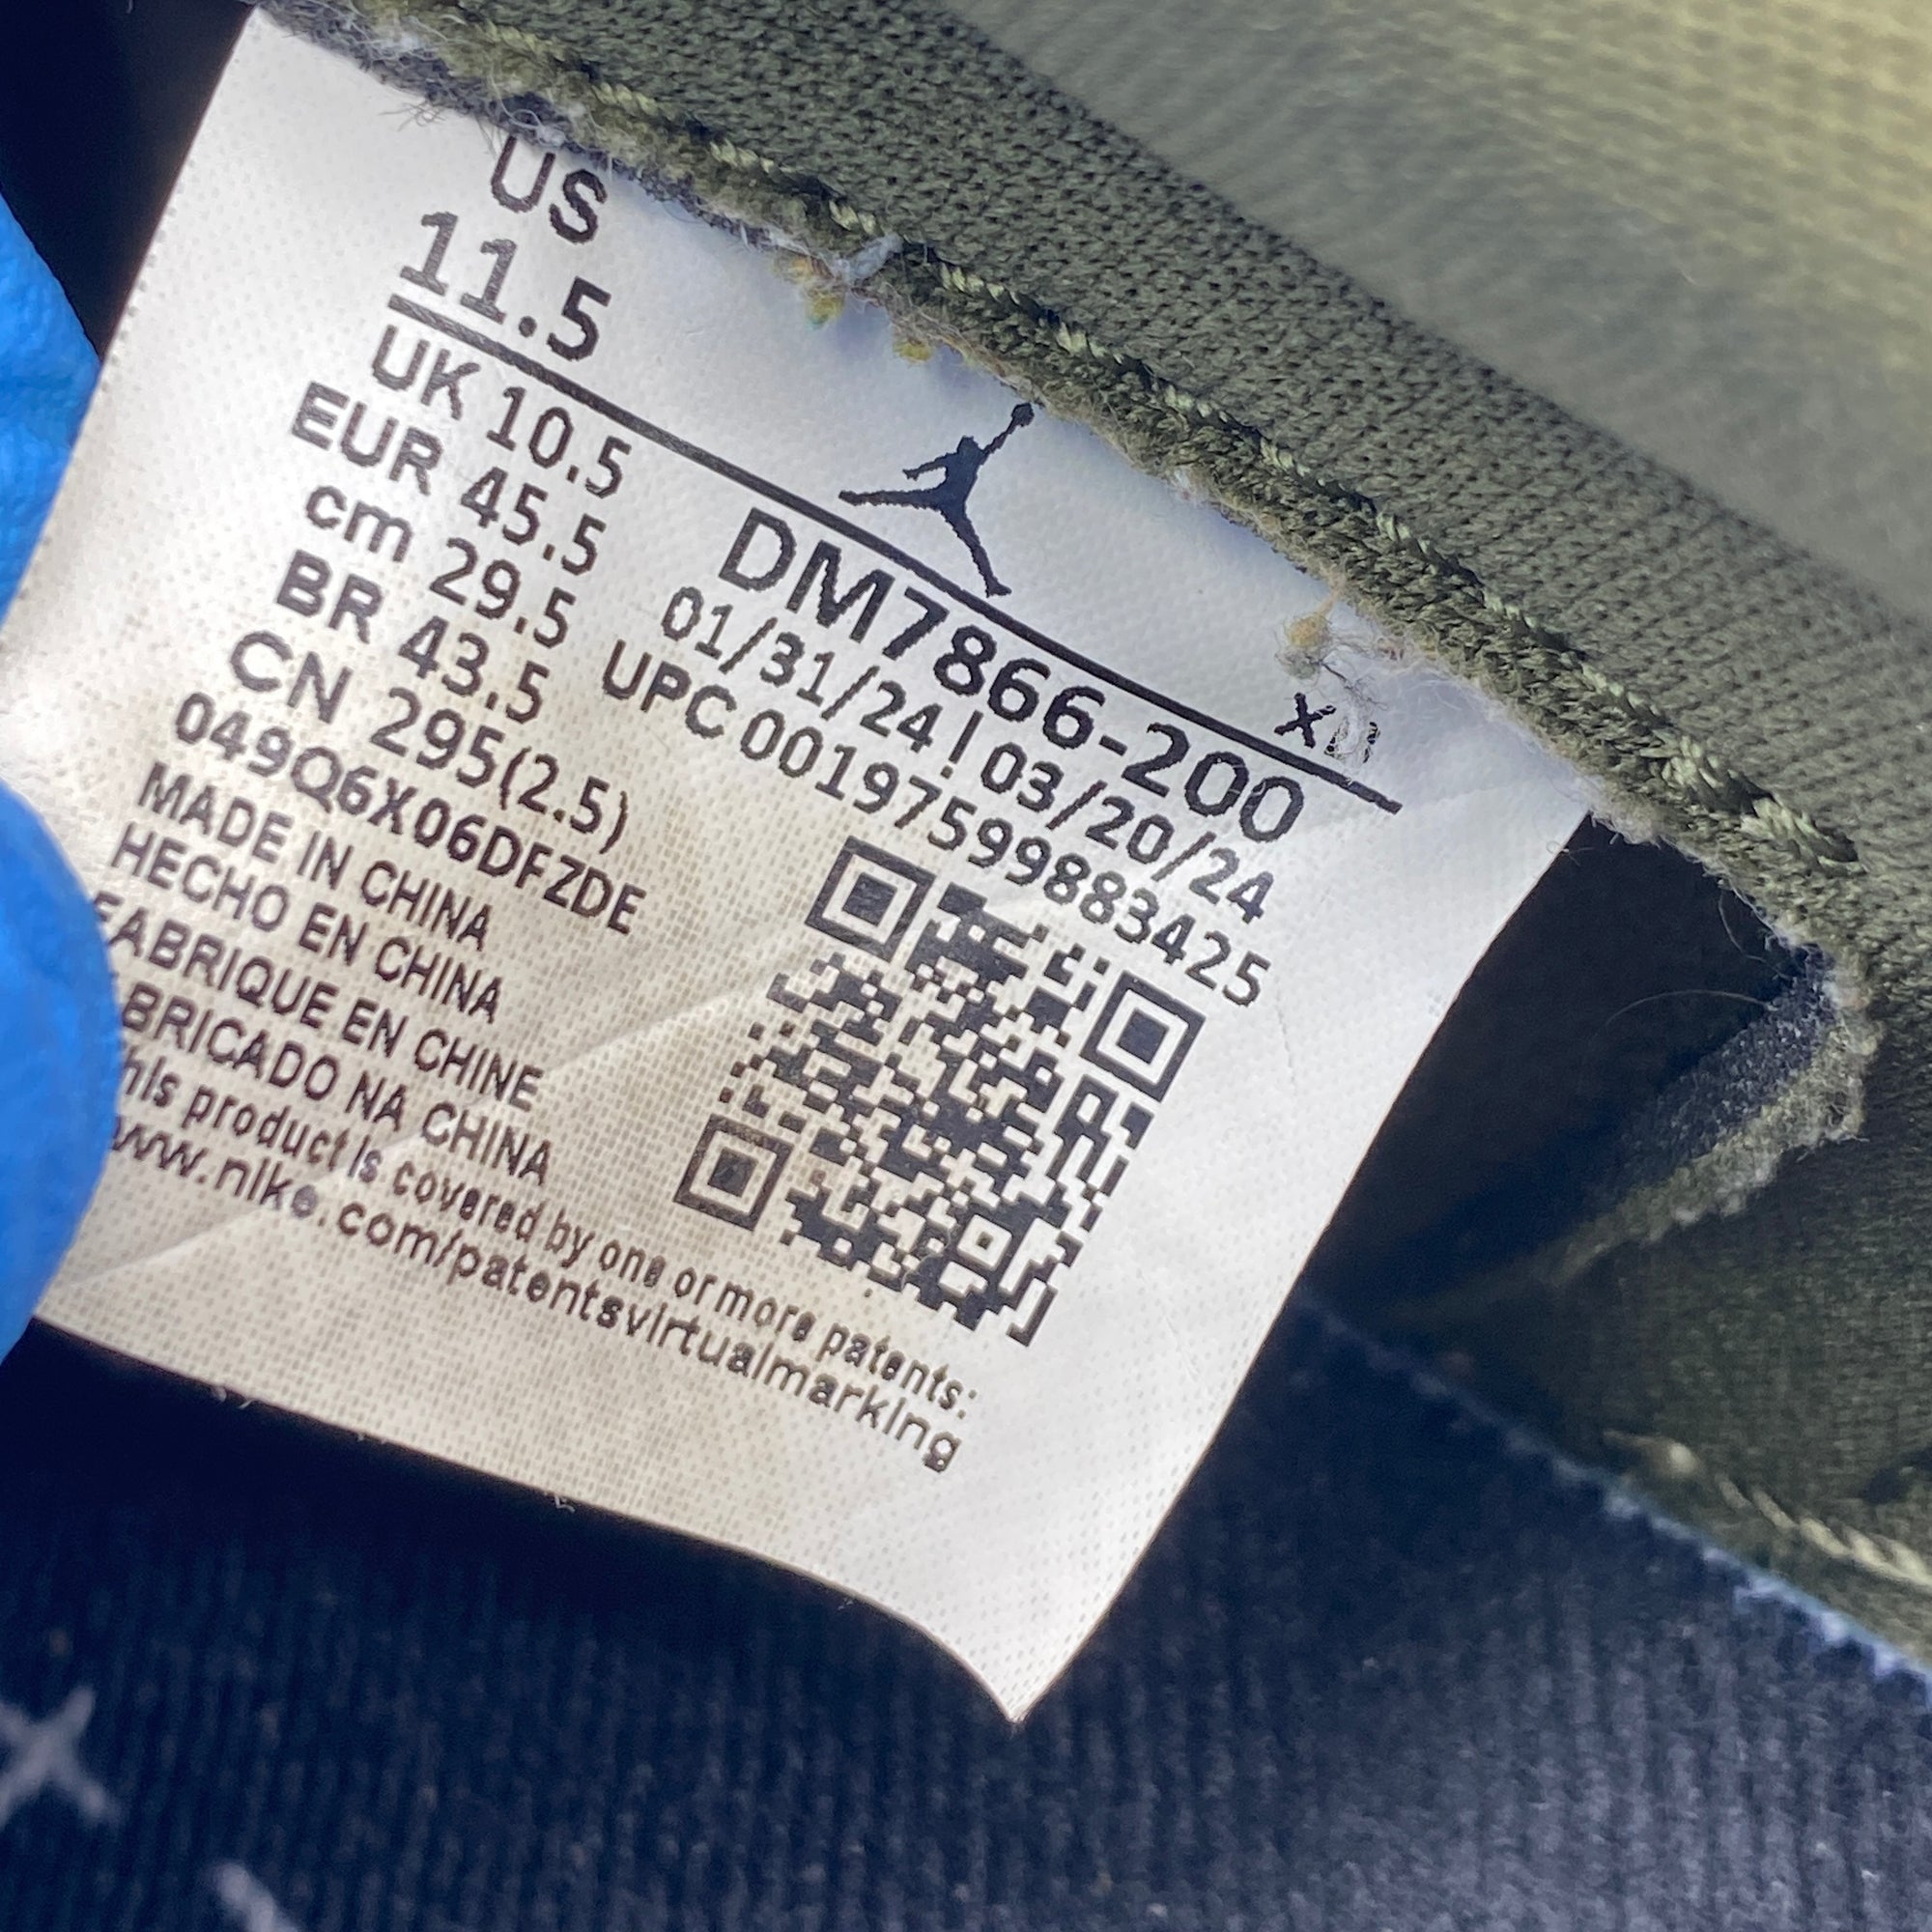 US
11.5
UK 10.5
EUR 45.5
cm 29.5
BR 43.5
CN 295(2.5)
049Q6X06DFZDE
MADE IN CHINA
HECHO EN CHINA
FABRIQUE EN CHINE
BRICADO NA CHINA
his product is covered by one or more patents:
www.nike.com/patentsvirtualmarking
DM7866-200
01/31/24 ! 03/20/24
UPC 00197599883425